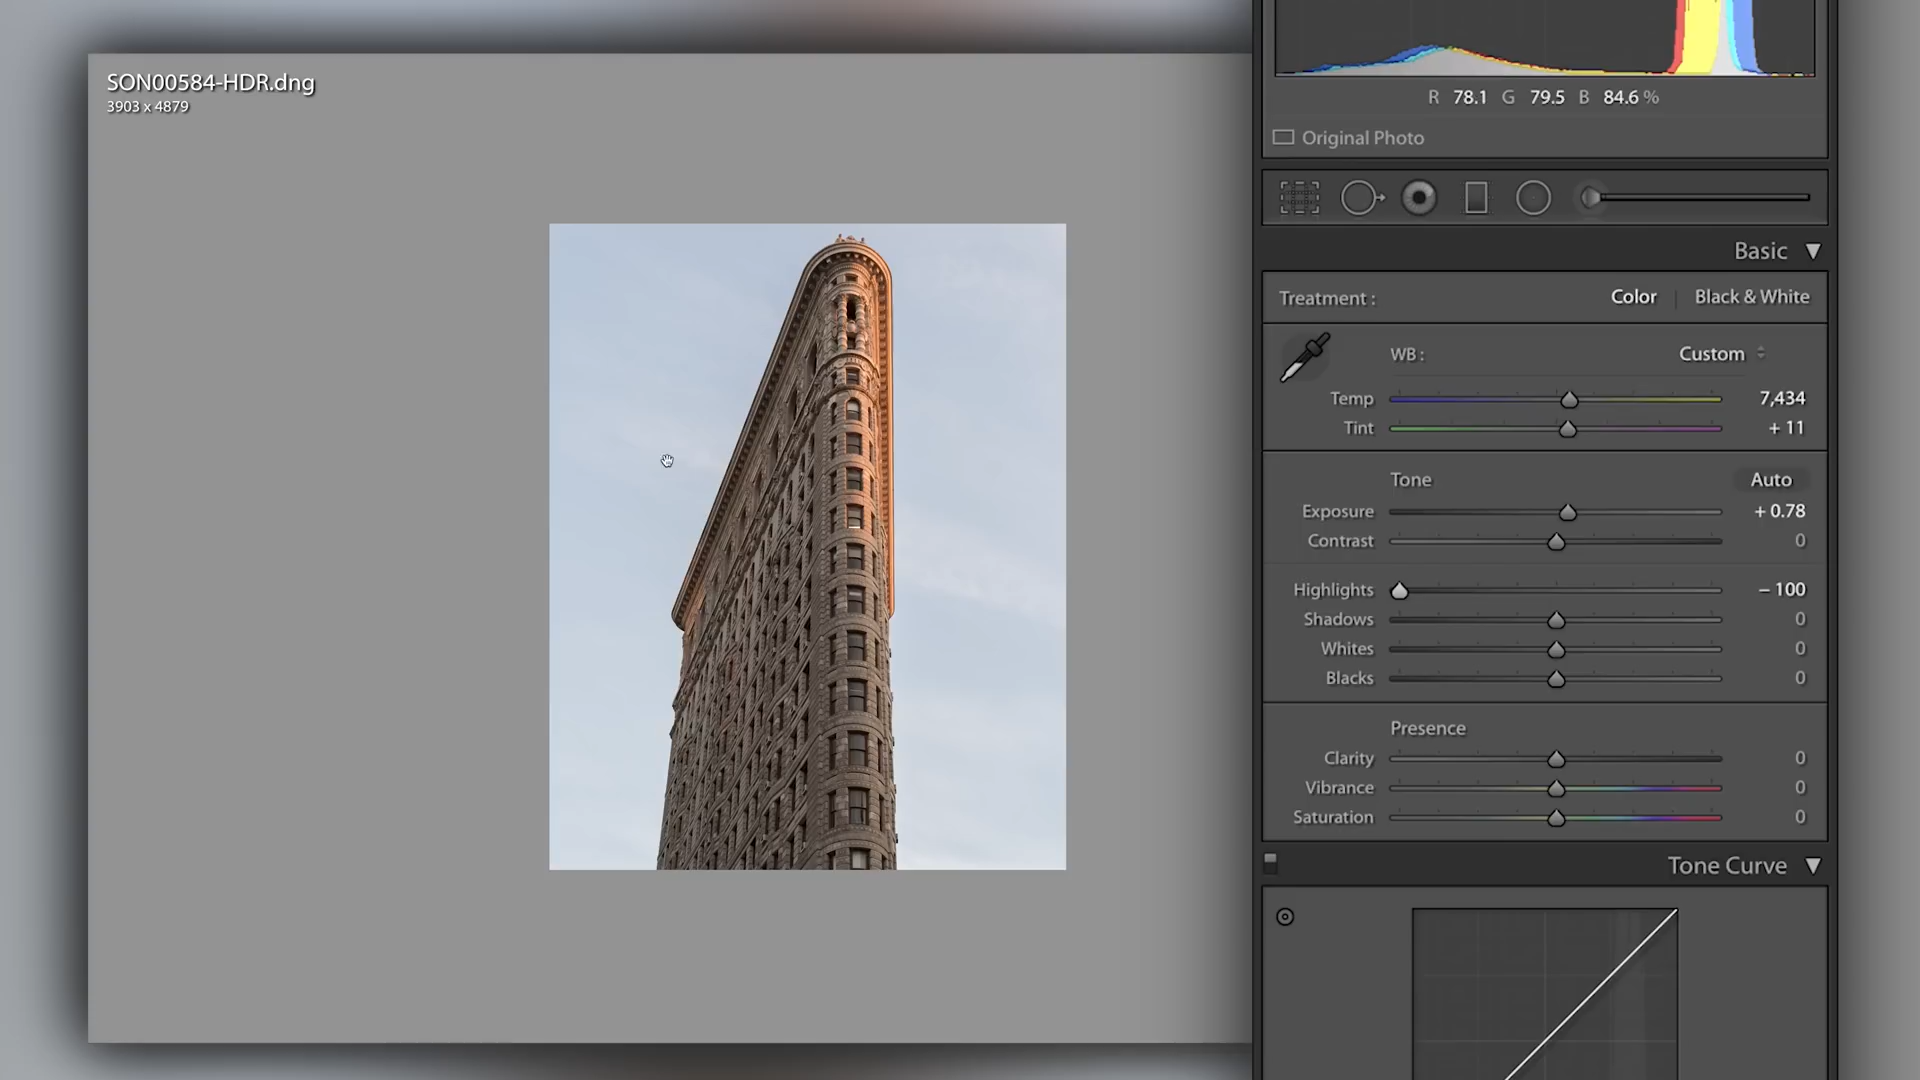 SON00584-HDR.dng
3903 x 4879
R 78.1 G 79.5 B 84.6 %
Original Photo
Basic
Treatment : Color Black & White
WB : Custom
Temp 7,434
Tint + 11
Tone Auto
Exposure + 0.78
Contrast 0
Highlights – 100
Shadows 0
Whites 0
Blacks 0
Presence
Clarity 0
Vibrance 0
Saturation 0
Tone Curve